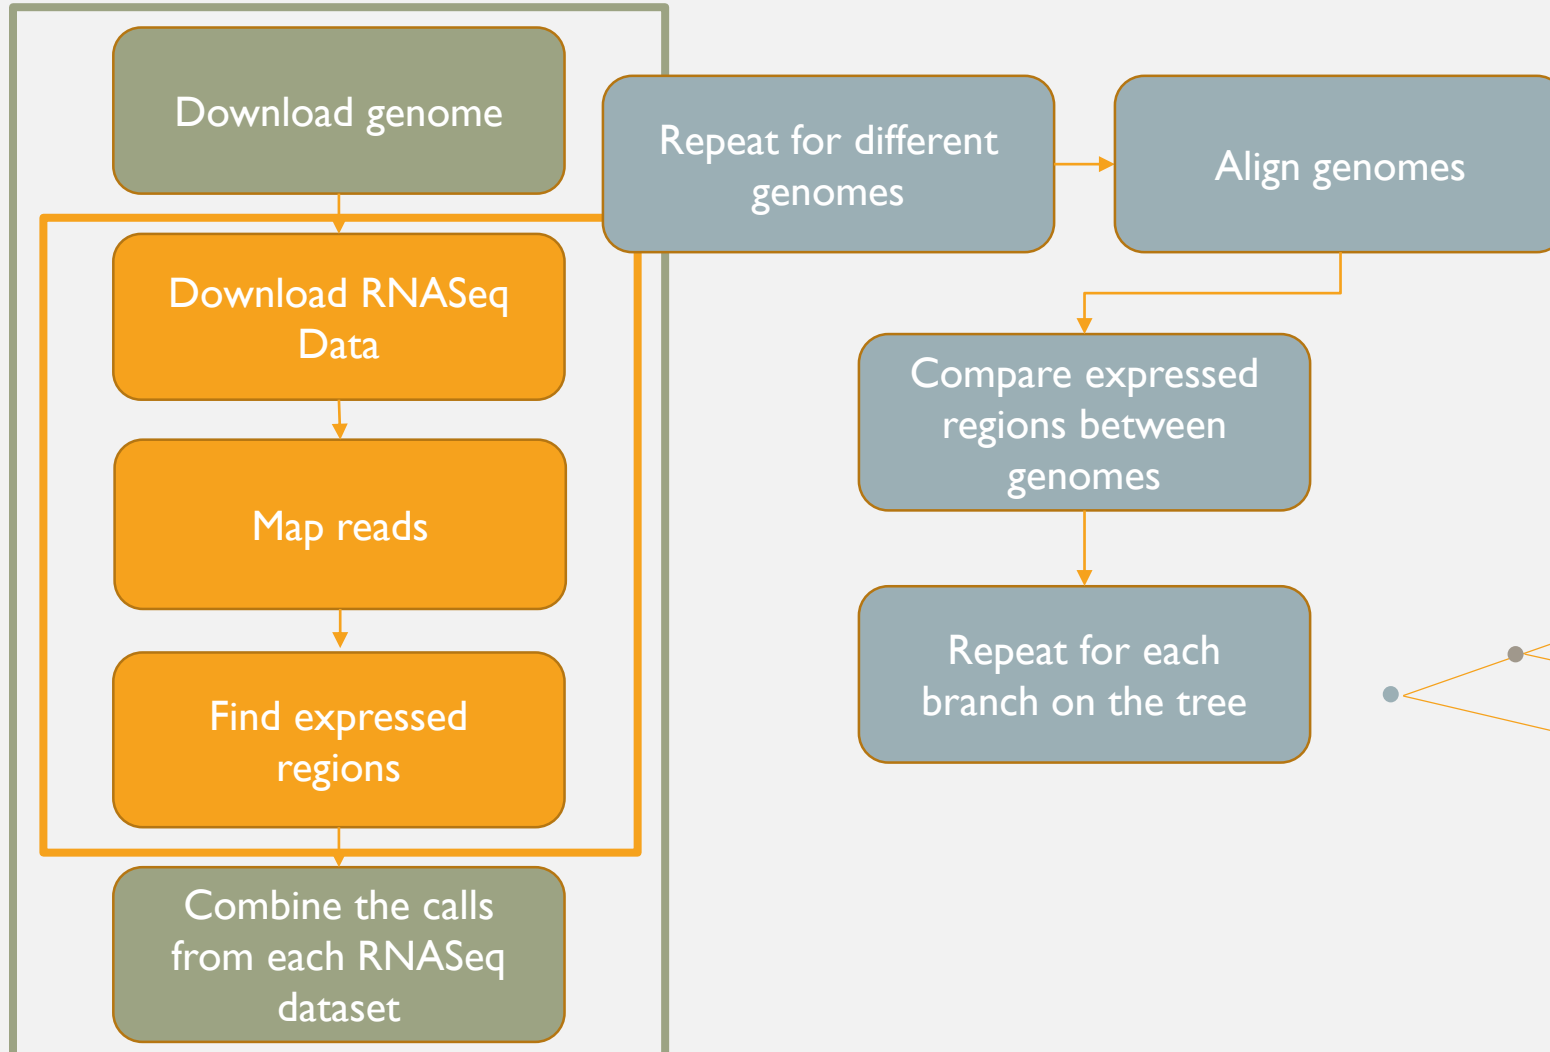 Download genome
Download RNASeq
Data
Map reads
Find expressed
regions
Combine the calls
from each RNASeq
dataset
Repeat for different
genomes
Align genomes
Compare expressed
regions between
genomes
Repeat for each
branch on the tree